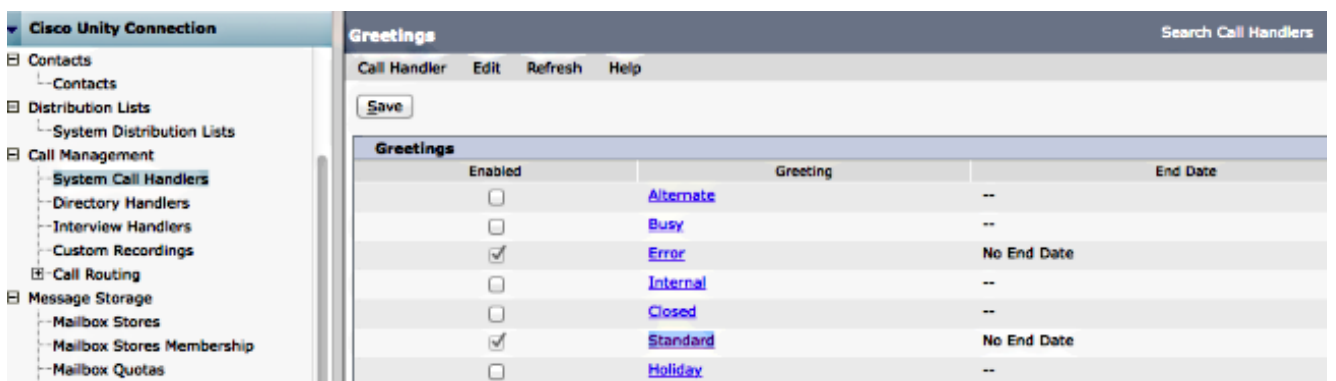 Cisco Unity Connection
Contacts
Contacts
Distribution Lists
System Distribution Lists
Call Management
System Call Handlers
Directory Handlers
Interview Handlers
Custom Recordings
Call Routing
Message Storage
Mailbox Stores
Mailbox Stores Membership
Mailbox Quotas
Greetings Search Call Handlers
Call Handler Edit Refresh Help
Save
Greetings
Enabled Greeting End Date
Alternate --
Busy --
Error No End Date
Internal --
Closed --
Standard No End Date
Holiday --